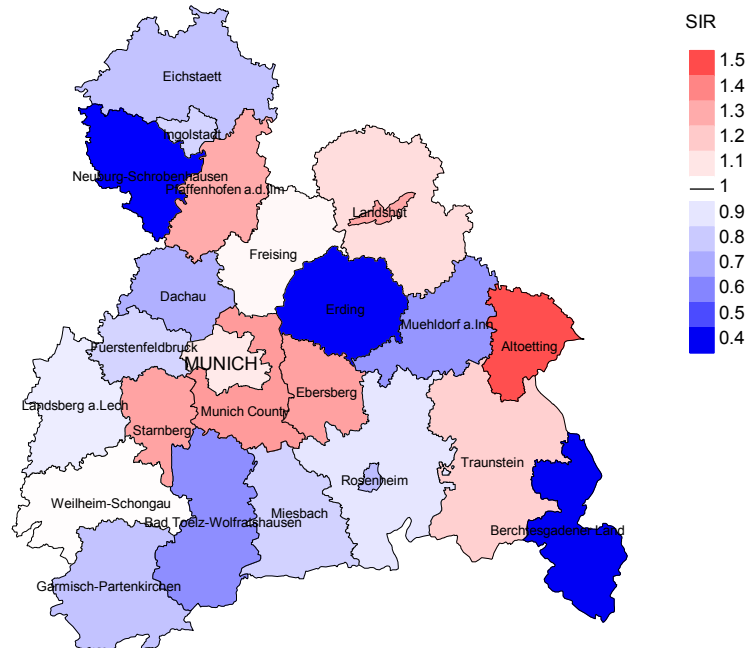 SIR
1.5
1.4
1.3
1.2
1.1
1
0.9
0.8
0.7
0.6
0.5
0.4
Eichstaett
Ingolstadt
Neuburg-Schrobenhausen
Pfaffenhofen a.d.Ilm
Landshut
Freising
Dachau
Erding
Muehldorf a.Inn
Fuerstenfeldbruck
Altoetting
MUNICH
Ebersberg
Landsberg a.Lech
Munich County
Starnberg
Traunstein
Rosenheim
Weilheim-Schongau
Miesbach
Bad Toelz-Wolfratshausen
Berchtesgadener Land
Garmisch-Partenkirchen